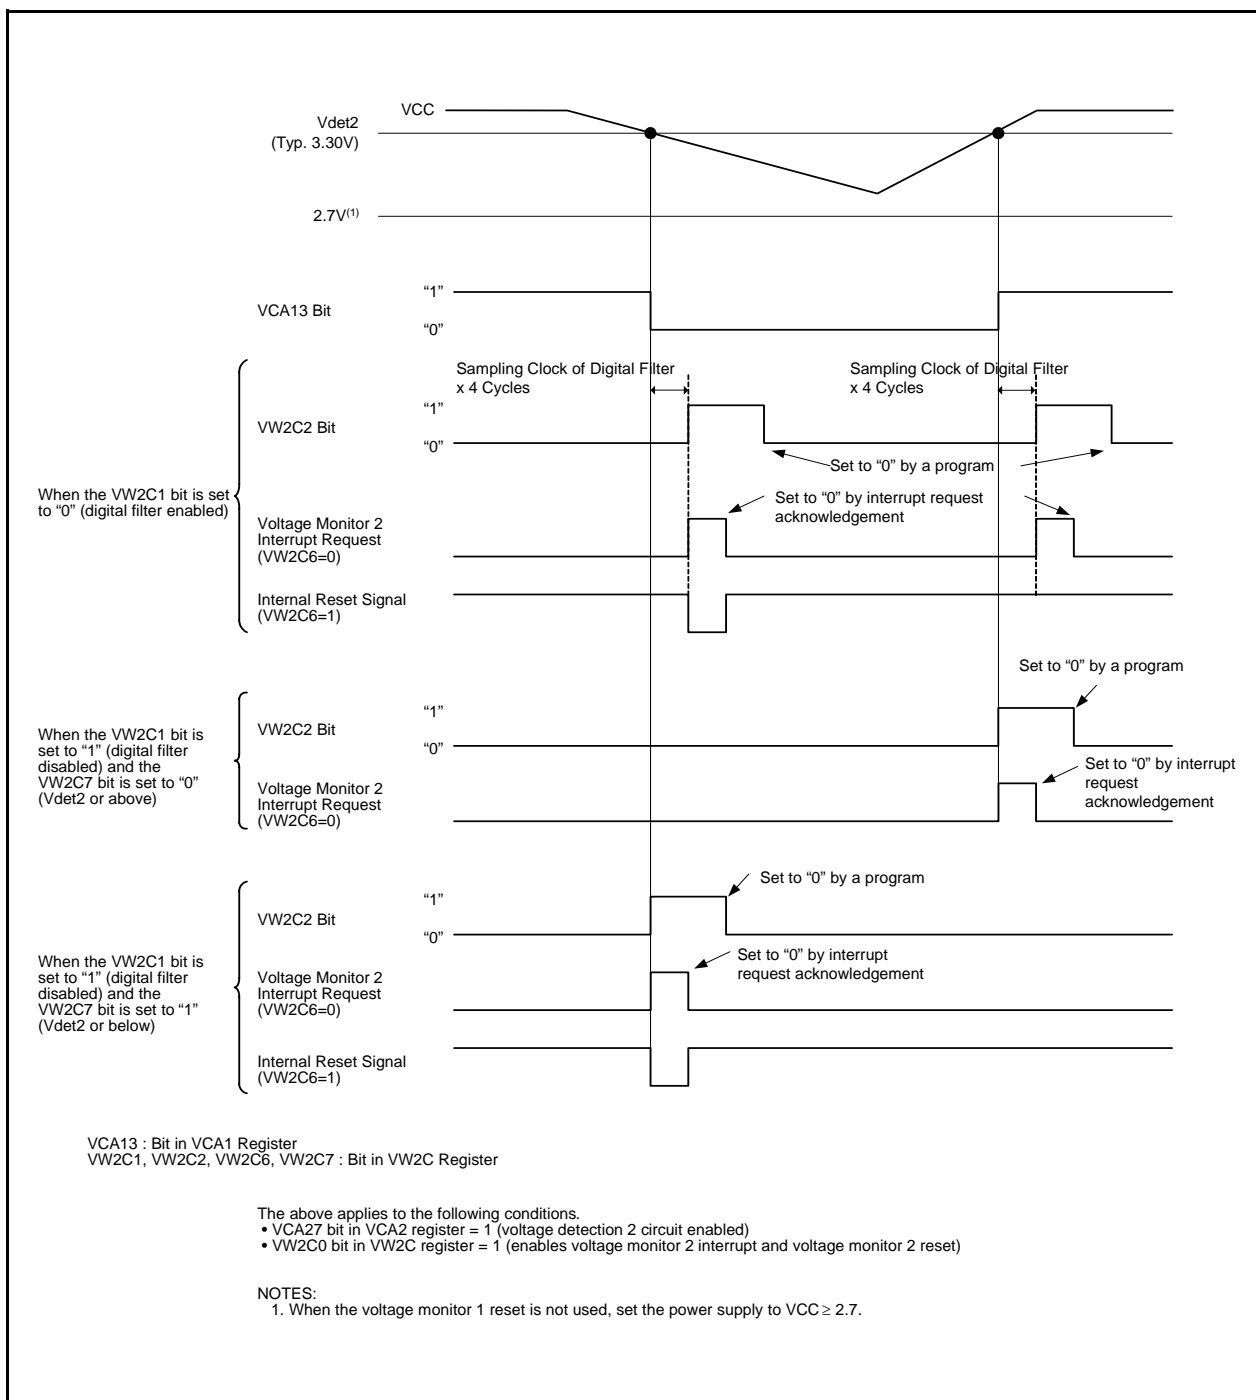 VCC
Vdet2
(Typ. 3.30V)
2.7V(1)
“1”
VCA13 Bit
“0”
Sampling Clock of Digital Filter
x 4 Cycles
Sampling Clock of Digital Filter
x 4 Cycles
“1”
VW2C2 Bit
“0”
Set to “0” by a program
When the VW2C1 bit is set
to “0” (digital filter enabled)
Set to “0” by interrupt request
acknowledgement
Voltage Monitor 2
Interrupt Request
(VW2C6=0)
Internal Reset Signal
(VW2C6=1)
Set to “0” by a program
“1”
VW2C2 Bit
“0”
When the VW2C1 bit is
set to “1” (digital filter
disabled) and the
VW2C7 bit is set to “0”
(Vdet2 or above)
Set to “0” by interrupt
request
acknowledgement
Voltage Monitor 2
Interrupt Request
(VW2C6=0)
Set to “0” by a program
“1”
VW2C2 Bit
“0”
When the VW2C1 bit is
set to “1” (digital filter
disabled) and the
VW2C7 bit is set to “1”
(Vdet2 or below)
Set to “0” by interrupt
request acknowledgement
Voltage Monitor 2
Interrupt Request
(VW2C6=0)
Internal Reset Signal
(VW2C6=1)
VCA13 : Bit in VCA1 Register
VW2C1, VW2C2, VW2C6, VW2C7 : Bit in VW2C Register
The above applies to the following conditions.
• VCA27 bit in VCA2 register = 1 (voltage detection 2 circuit enabled)
• VW2C0 bit in VW2C register = 1 (enables voltage monitor 2 interrupt and voltage monitor 2 reset)
NOTES:
1. When the voltage monitor 1 reset is not used, set the power supply to VCC ≥ 2.7.